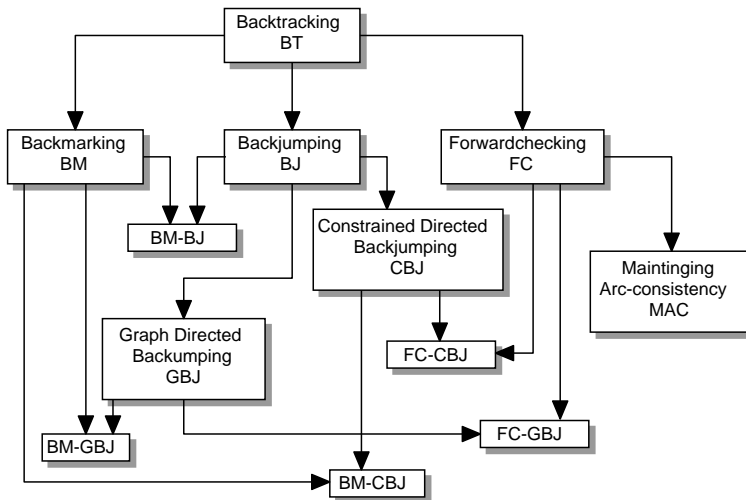 Backtracking
BT
Backmarking
BM
Backjumping
BJ
Forwardchecking
FC
BM-BJ
Constrained Directed
Backjumping
CBJ
Maintinging
Arc-consistency
MAC
Graph Directed
Backumping
GBJ
FC-CBJ
BM-GBJ
FC-GBJ
BM-CBJ